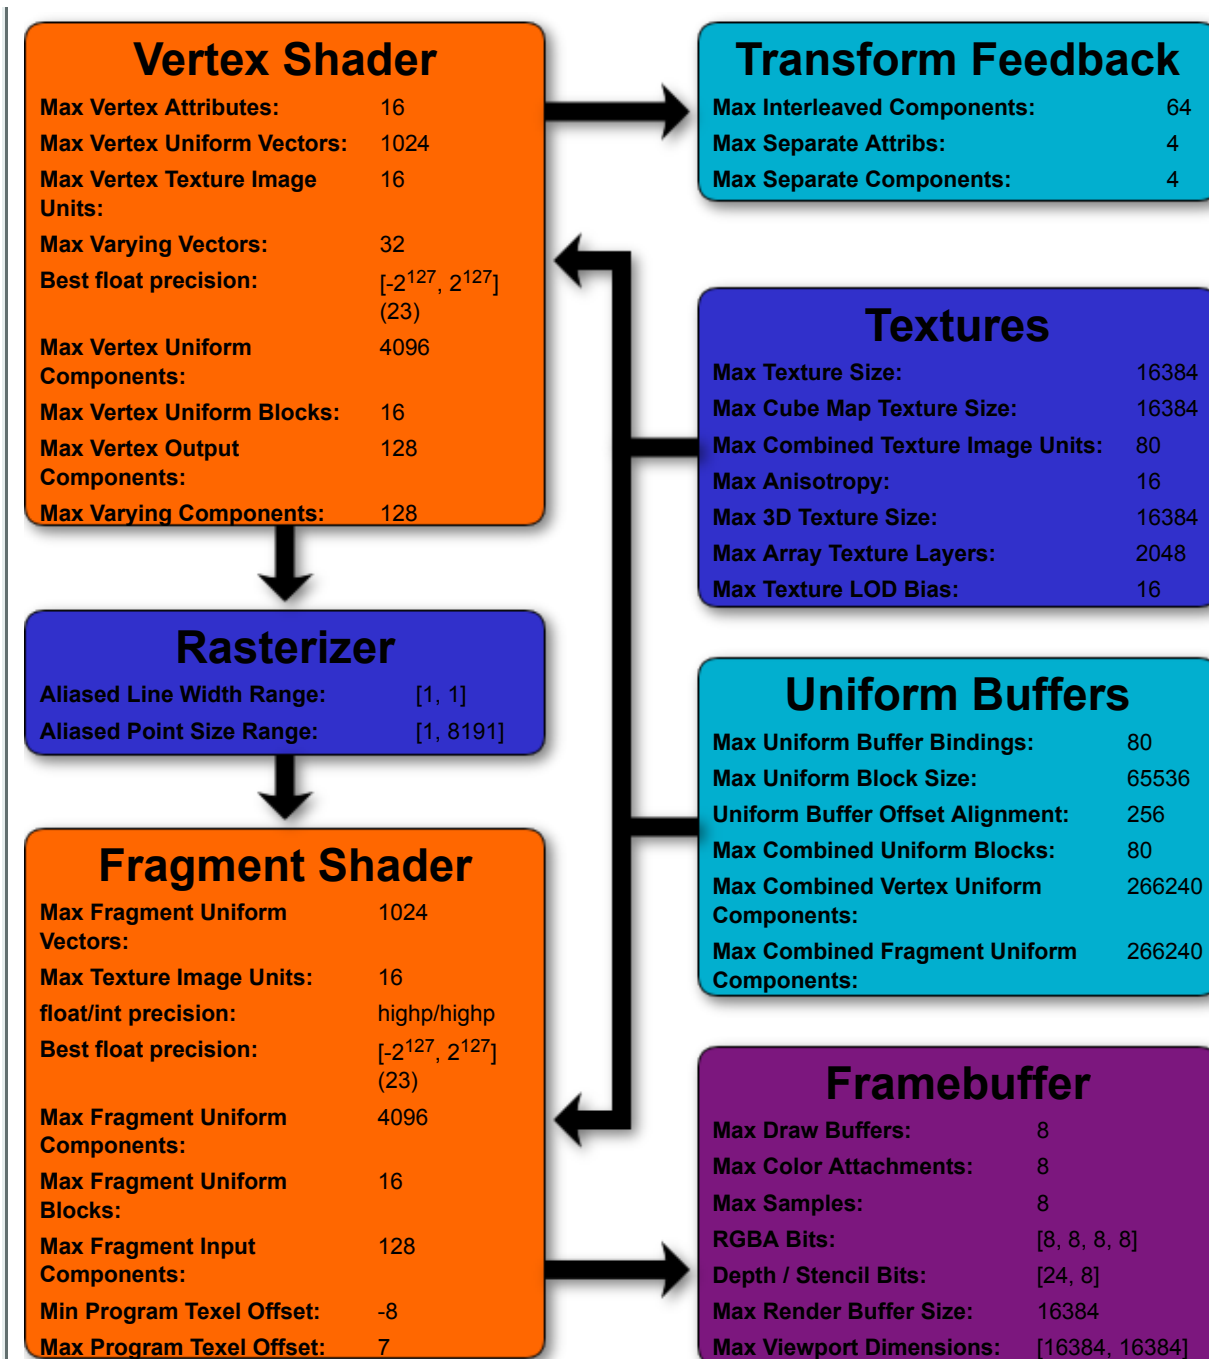 Vertex Shader
Max Vertex Attributes: 16
Max Vertex Uniform Vectors: 1024
Max Vertex Texture Image 16
Units:
Max Varying Vectors: 32
Best float precision: [-2^127, 2^127]
(23)
Max Vertex Uniform 4096
Components:
Max Vertex Uniform Blocks: 16
Max Vertex Output 128
Components:
Max Varying Components: 128
Transform Feedback
Max Interleaved Components: 64
Max Separate Attribs: 4
Max Separate Components: 4
Textures
Max Texture Size: 16384
Max Cube Map Texture Size: 16384
Max Combined Texture Image Units: 80
Max Anisotropy: 16
Max 3D Texture Size: 16384
Max Array Texture Layers: 2048
Max Texture LOD Bias: 16
Rasterizer
Aliased Line Width Range: [1, 1]
Aliased Point Size Range: [1, 8191]
Uniform Buffers
Max Uniform Buffer Bindings: 80
Max Uniform Block Size: 65536
Uniform Buffer Offset Alignment: 256
Max Combined Uniform Blocks: 80
Max Combined Vertex Uniform 266240
Components:
Max Combined Fragment Uniform 266240
Components:
Fragment Shader
Max Fragment Uniform 1024
Vectors:
Max Texture Image Units: 16
float/int precision: highp/highp
Best float precision: [-2^127, 2^127]
(23)
Max Fragment Uniform 4096
Components:
Max Fragment Uniform 16
Blocks:
Max Fragment Input 128
Components:
Min Program Texel Offset: -8
Max Program Texel Offset: 7
Framebuffer
Max Draw Buffers: 8
Max Color Attachments: 8
Max Samples: 8
RGBA Bits: [8, 8, 8, 8]
Depth / Stencil Bits: [24, 8]
Max Render Buffer Size: 16384
Max Viewport Dimensions: [16384, 16384]